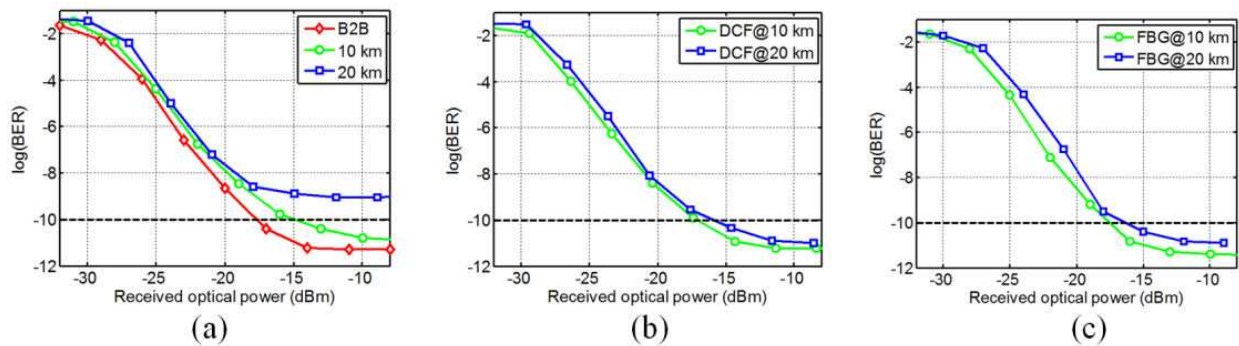 B2B
10 km
20 km
log(BER)
-2
-4
-6
-8
-10
-12
-30
-25
-20
-15
-10
Received optical power (dBm)
(a)
DCF@10 km
DCF@20 km
log(BER)
-2
-4
-6
-8
-10
-12
-30
-25
-20
-15
-10
Received optical power (dBm)
(b)
FBG@10 km
FBG@20 km
log(BER)
-2
-4
-6
-8
-10
-12
-30
-25
-20
-15
-10
Received optical power (dBm)
(c)